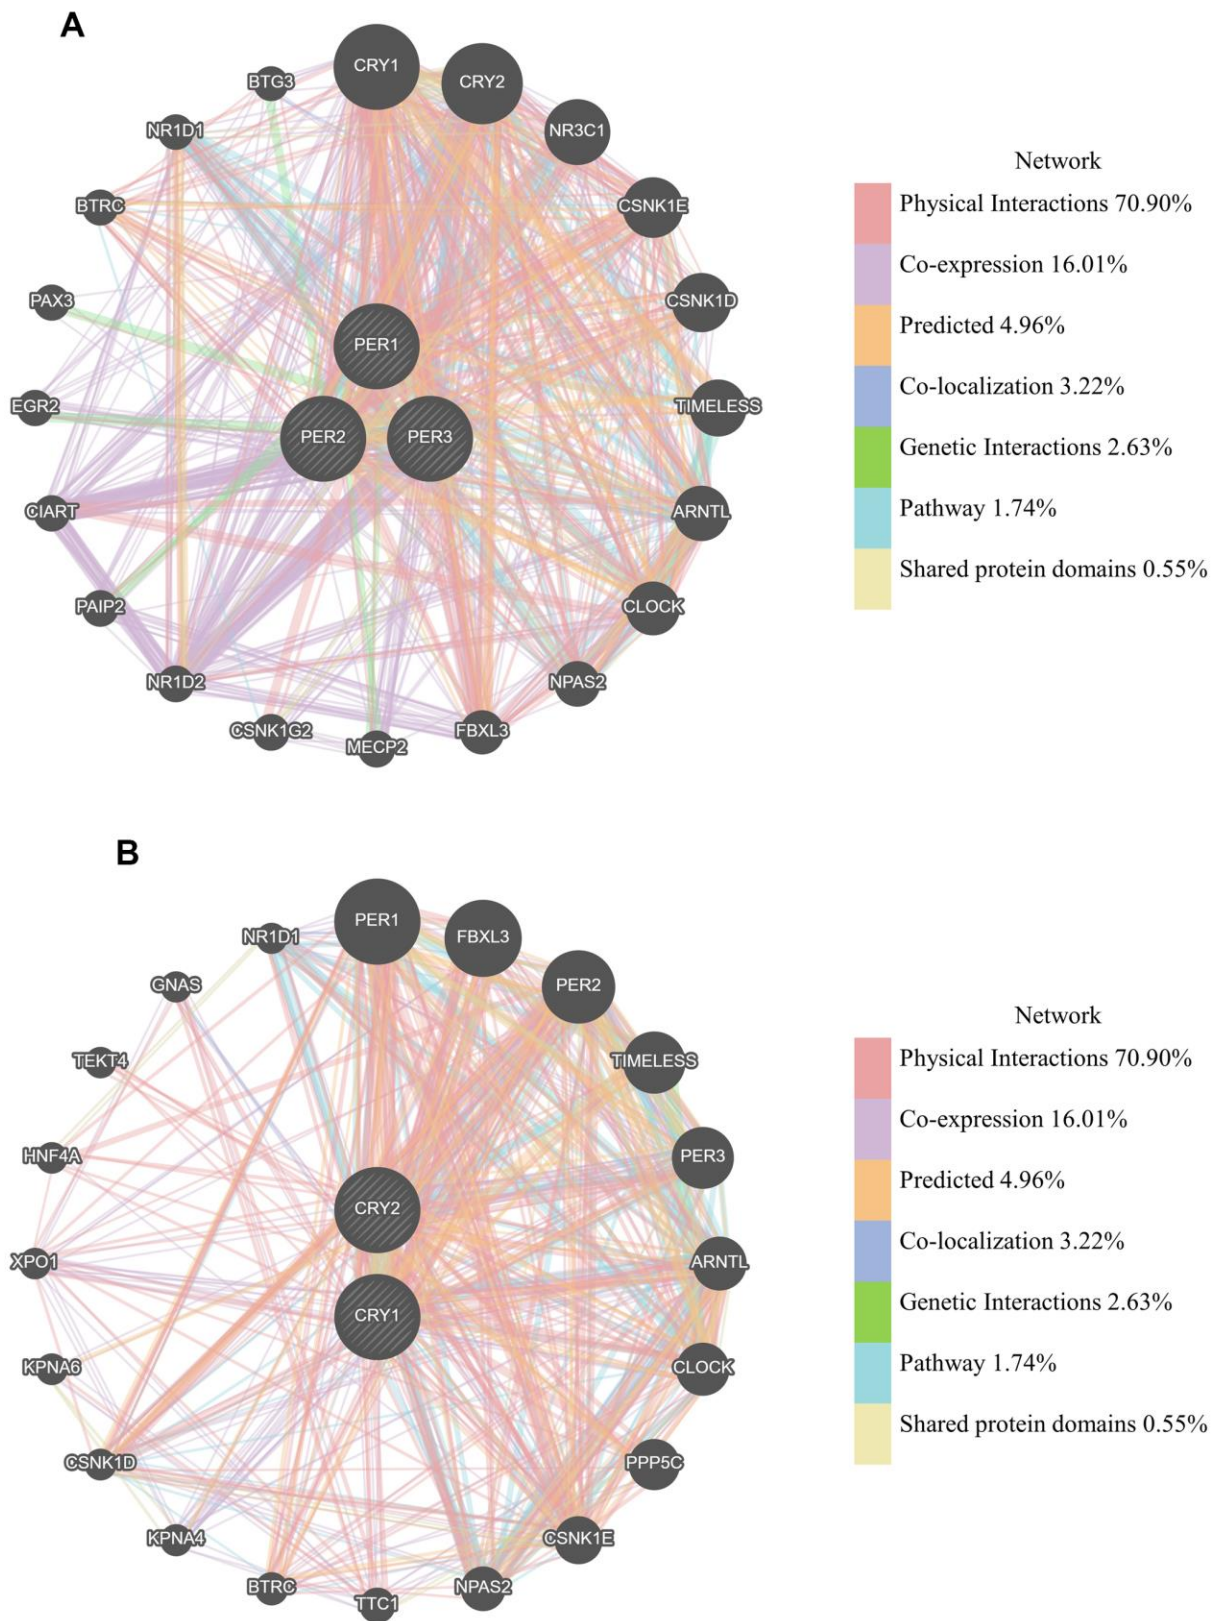 A
CRY1
CRY2
BTG3
NR1D1
NR3C1
BTRC
CSNK1E
PAX3
CSNK1D
PER1
EGR2
TIMELESS
PER2
PER3
CIART
ARNTL
PAIP2
CLOCK
NR1D2
NPAS2
CSNK1G2
MECP2
FBXL3
Network
Physical Interactions 70.90%
Co-expression 16.01%
Predicted 4.96%
Co-localization 3.22%
Genetic Interactions 2.63%
Pathway 1.74%
Shared protein domains 0.55%
B
PER1
NR1D1
FBXL3
GNAS
PER2
TEKT4
TIMELESS
HNF4A
PER3
CRY2
XPO1
ARNTL
CRY1
KPNA6
CLOCK
CSNK1D
PPP5C
KPNA4
CSNK1E
BTRC
TTC1
NPAS2
Network
Physical Interactions 70.90%
Co-expression 16.01%
Predicted 4.96%
Co-localization 3.22%
Genetic Interactions 2.63%
Pathway 1.74%
Shared protein domains 0.55%